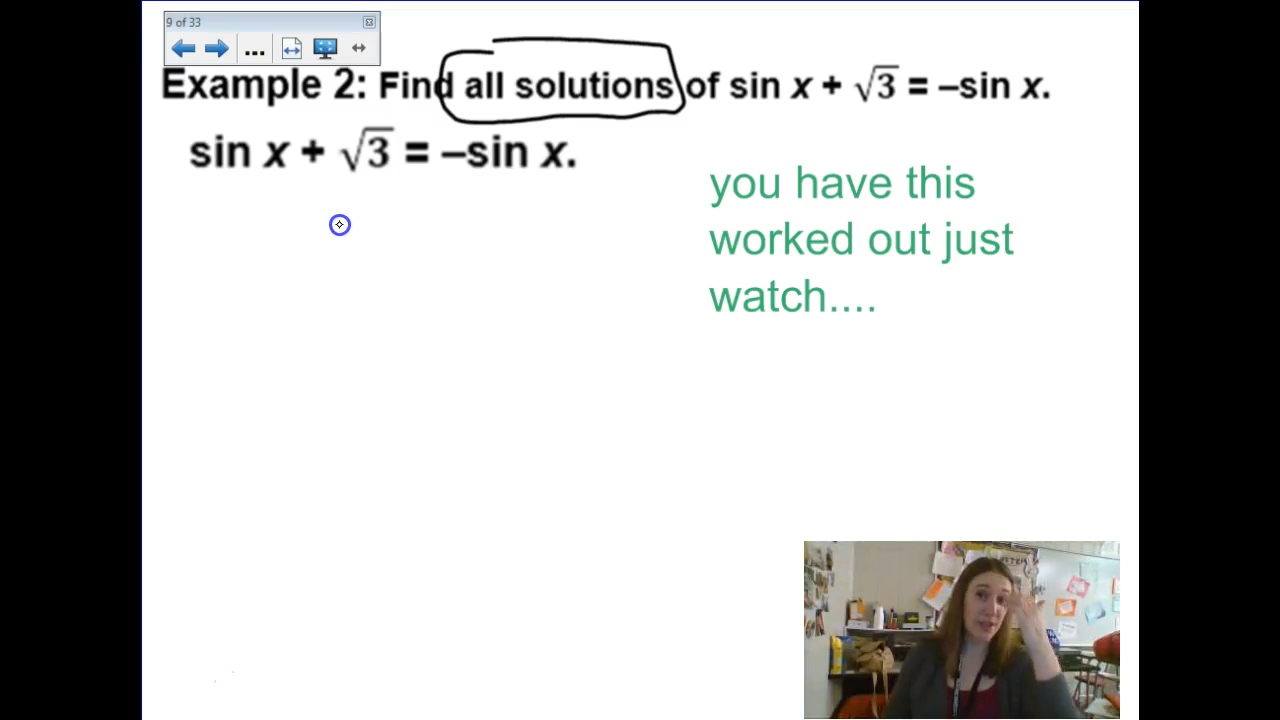 9 of 33
Example 2: Find all solutions of sin x + √3 = –sin x.
sin x + √3 = –sin x.
you have this
worked out just
watch....